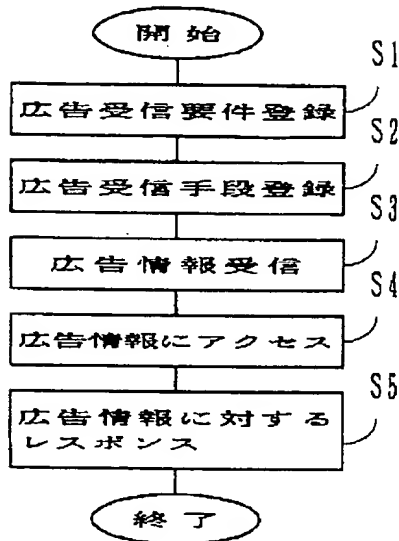 開始
S1
広告受信要件登録
S2
広告受信手段登録
S3
広告情報受信
S4
広告情報にアクセス
S5
広告情報に対する
レスポンス
終了